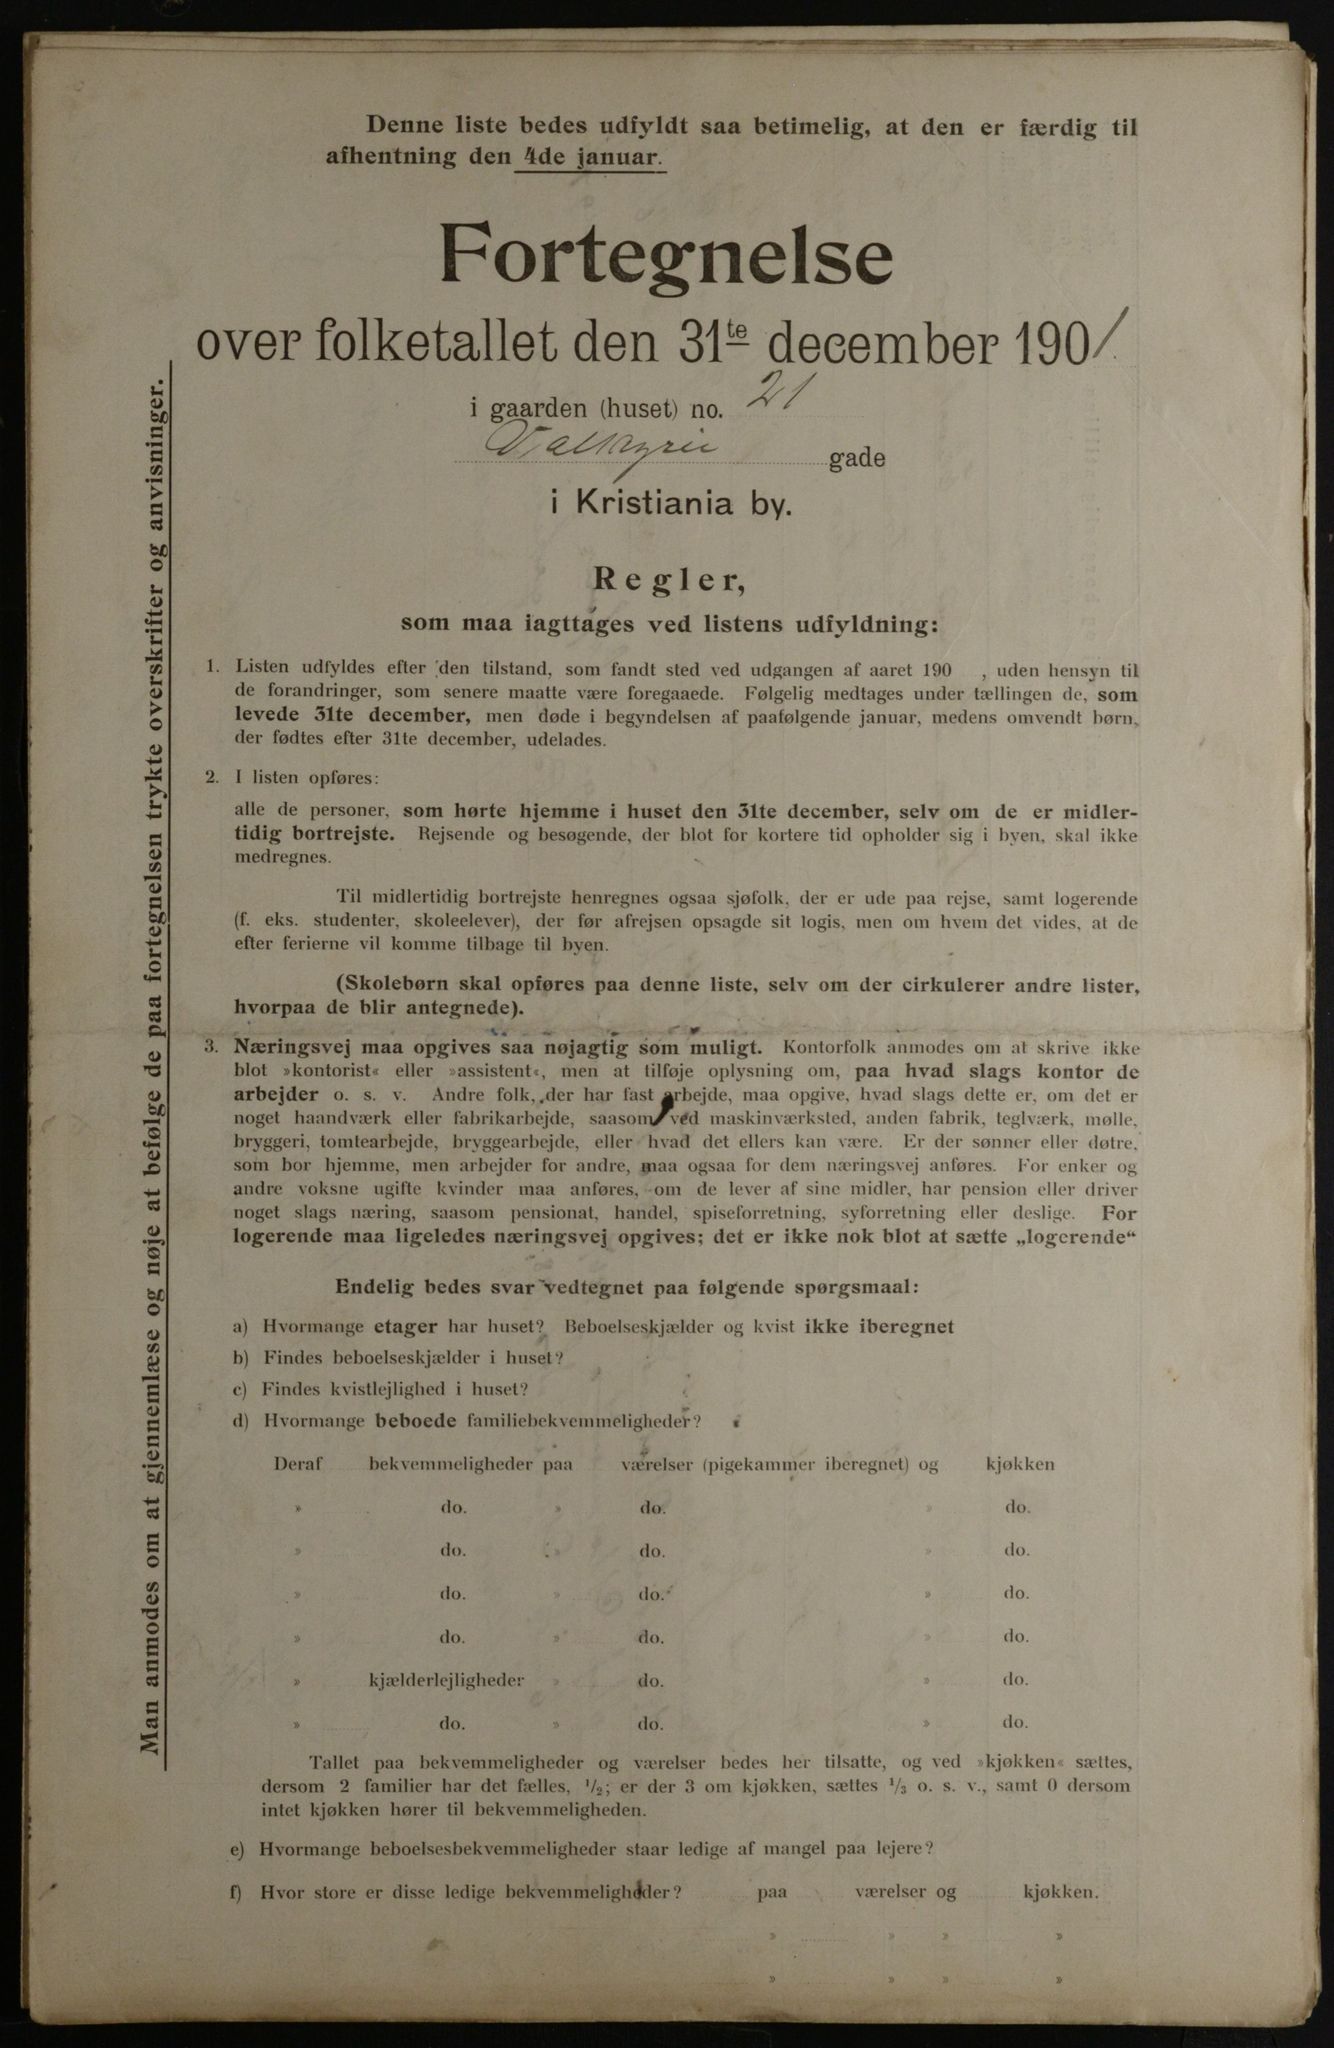 Denne liste bedes udfyldt saa betimelig, at den er færdig til
afhentning den 4de januar.
Fortegnelse
over folketallet den 31te december 1901
i gaarden (huset) no. 21
Valkyrie gade
i Kristiania by.
Regler,
som maa iagttages ved listens udfyldning:
1. Listen udfyldes efter den tilstand, som fandt sted ved udgangen af aaret 190 , uden hensyn til
de forandringer, som senere maatte være foregaaede. Følgelig medtages under tællingen de, som
levede 31te december, men døde i begyndelsen af paafølgende januar, medens omvendt børn,
der fødtes efter 31te december, udelades.
2. I listen opføres:
alle de personer, som hørte hjemme i huset den 31te december, selv om de er midler-
tidig bortrejste. Rejsende og besøgende, der blot for kortere tid opholder sig i byen, skal ikke
medregnes.
Til midlertidig bortrejste henregnes ogsaa sjøfolk, der er ude paa rejse, samt logerende
(f. eks. studenter, skoleelever), der før afrejsen opsagde sit logis, men om hvem det vides, at de
efter ferierne vil komme tilbage til byen.
(Skolebørn skal opføres paa denne liste, selv om der cirkulerer andre lister,
hvorpaa de blir antegnede).
3. Næringsvej maa opgives saa nøjagtig som muligt. Kontorfolk anmodes om at skrive ikke
blot »kontorist« eller »assistent«, men at tilføje oplysning om, paa hvad slags kontor de
arbejder o. s. v. Andre folk, der har fast arbejde, maa opgive, hvad slags dette er, om det er
noget haandværk eller fabrikarbejde, saasom ved maskinværksted, anden fabrik, teglværk, mølle,
bryggeri, tomtearbejde, bryggearbejde, eller hvad det ellers kan være. Er der sønner eller døtre,
som bor hjemme, men arbejder for andre, maa ogsaa for dem næringsvej anføres. For enker og
andre voksne ugifte kvinder maa anføres, om de lever af sine midler, har pension eller driver
noget slags næring, saasom pensionat, handel, spiseforretning, syforretning eller deslige. For
logerende maa ligeledes næringsvej opgives; det er ikke nok blot at sætte „logerende“
Endelig bedes svar vedtegnet paa følgende spørgsmaal:
a) Hvormange etager har huset? Beboelseskjælder og kvist ikke iberegnet
b) Findes beboelseskjælder i huset?
c) Findes kvistlejlighed i huset?
d) Hvormange beboede familiebekvemmeligheder?
Deraf bekvemmeligheder paa værelser (pigekammer iberegnet) og kjøkken
» do. » do. » do.
» do. » do. » do.
» do. » do. » do.
» do. » do. » do.
» kjælderlejligheder » do. » do.
» do. » do. » do.
Tallet paa bekvemmeligheder og værelser bedes her tilsatte, og ved »kjøkken« sættes,
dersom 2 familier har det fælles, 1/2; er der 3 om kjøkken, sættes 1/3 o. s. v., samt 0 dersom
intet kjøkken hører til bekvemmeligheden.
e) Hvormange beboelsesbekvemmeligheder staar ledige af mangel paa lejere?
f) Hvor store er disse ledige bekvemmeligheder? paa værelser og kjøkken.
» » » »
» » » »
Man anmodes om at gjennemlæse og nøje at befølge de paa fortegnelsen trykte overskrifter og anvisninger.